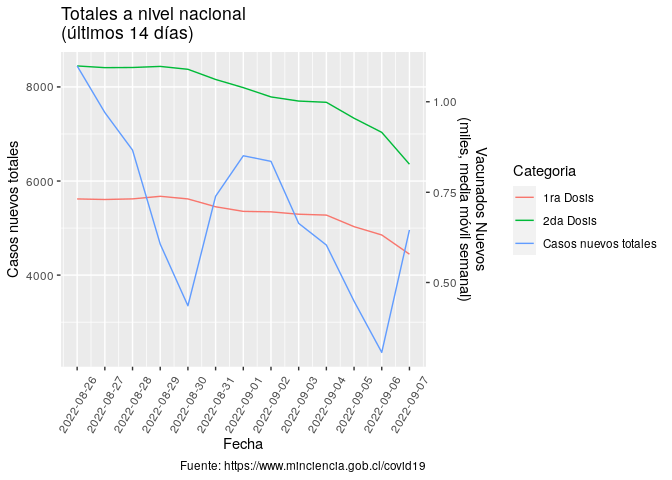 Totales a nivel nacional
(últimos 14 días)
Casos nuevos totales
8000
6000
4000
1.00
0.75
0.50
Vacunados Nuevos
(miles, media móvil semanal)
2022-08-26
2022-08-27
2022-08-28
2022-08-29
2022-08-30
2022-08-31
2022-09-01
2022-09-02
2022-09-03
2022-09-04
2022-09-05
2022-09-06
2022-09-07
Fecha
Categoria
1ra Dosis
2da Dosis
Casos nuevos totales
Fuente: https://www.minciencia.gob.cl/covid19